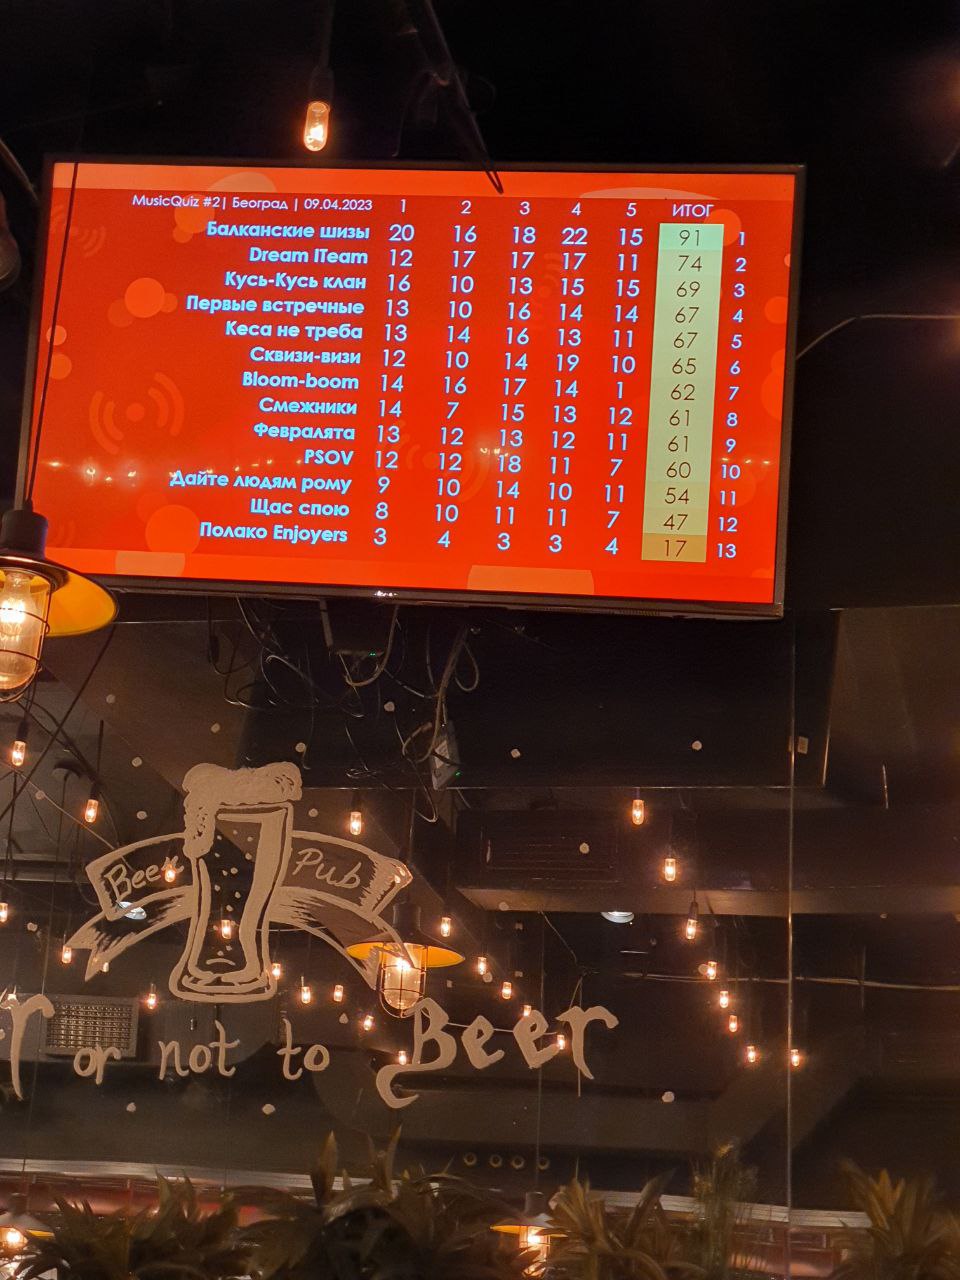 MusicQuiz #2| Београд | 09.04.2023 1 2 3 4 5 ИТОГ
Балканские шизы 20 16 18 22 15 91 1
Dream ITeam 12 17 17 17 11 74 2
Кусь-Кусь клан 16 10 13 15 15 69 3
Первые встречные 13 10 16 14 14 67 4
Кеса не треба 13 14 16 13 11 67 5
Сквизи-визи 12 10 14 19 10 65 6
Bloom-boom 14 16 17 14 1 62 7
Смежники 14 7 15 13 12 61 8
Февралята 13 12 13 12 11 61 9
PSOV 12 12 18 11 7 60 10
Дайте людям рому 9 10 14 10 11 54 11
Щас спою 8 10 11 11 7 47 12
Полако Enjoyers 3 4 3 3 4 17 13
Beer Pub
r or not to Beer